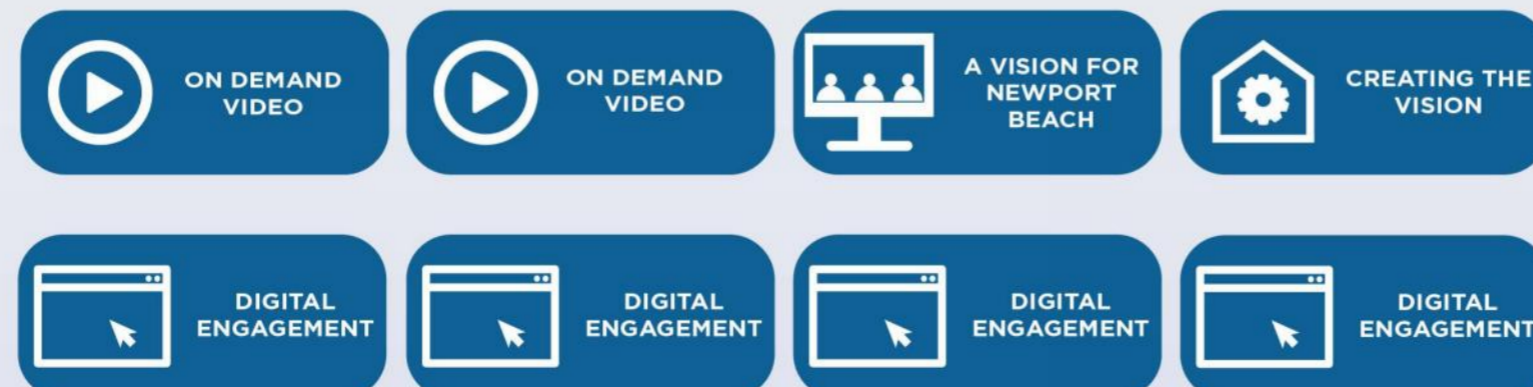 ON DEMAND
VIDEO
ON DEMAND
VIDEO
A VISION FOR
NEWPORT
BEACH
CREATING THE
VISION
DIGITAL
ENGAGEMENT
DIGITAL
ENGAGEMENT
DIGITAL
ENGAGEMENT
DIGITAL
ENGAGEMENT